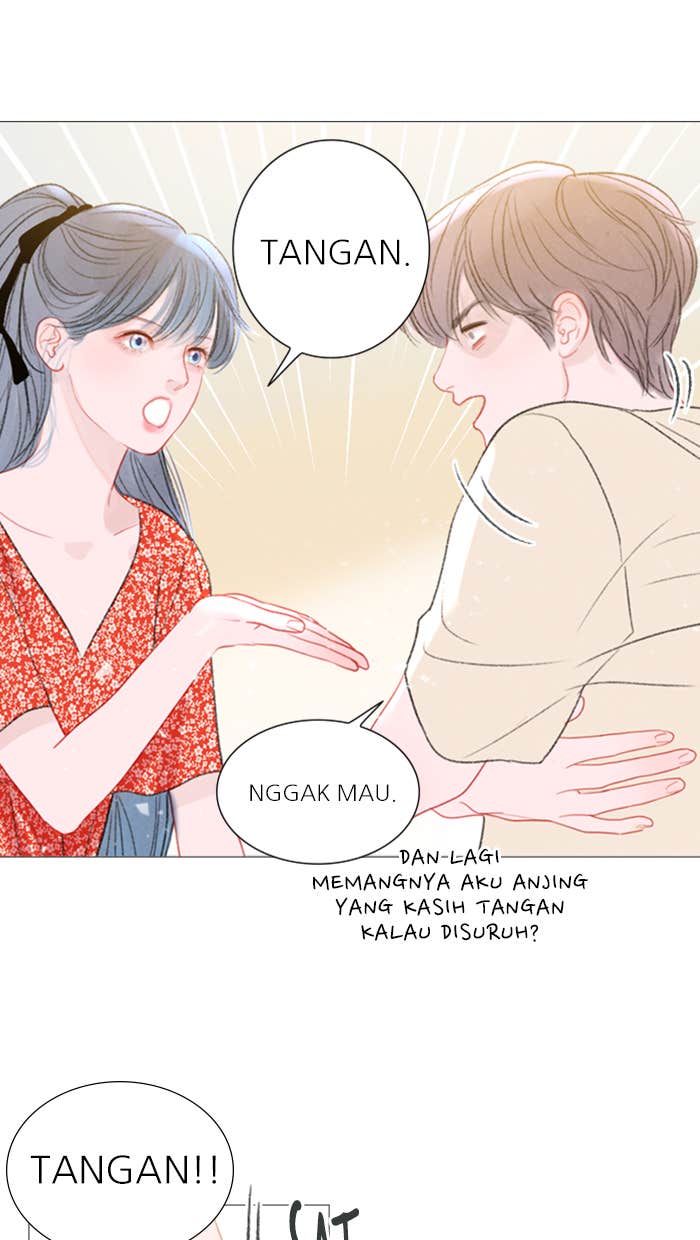 TANGAN.
NGGAK MAU.
DAN LAGI
MEMANGNYA AKU ANJING
YANG KASIH TANGAN
KALAU DISURUH?
TANGAN!!